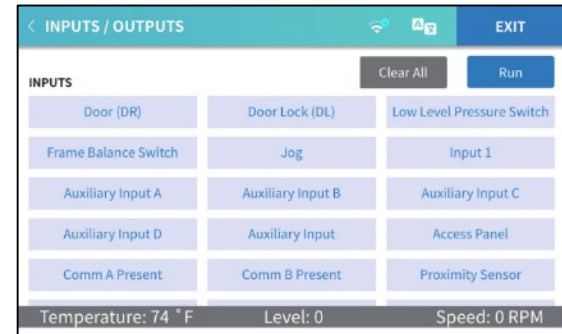 < INPUTS / OUTPUTS EXIT
Clear All Run
INPUTS
Door (DR) Door Lock (DL) Low Level Pressure Switch
Frame Balance Switch Jog Input 1
Auxiliary Input A Auxiliary Input B Auxiliary Input C
Auxiliary Input D Auxiliary Input Access Panel
Comm A Present Comm B Present Proximity Sensor
Temperature: 74 °F Level: 0 Speed: 0 RPM